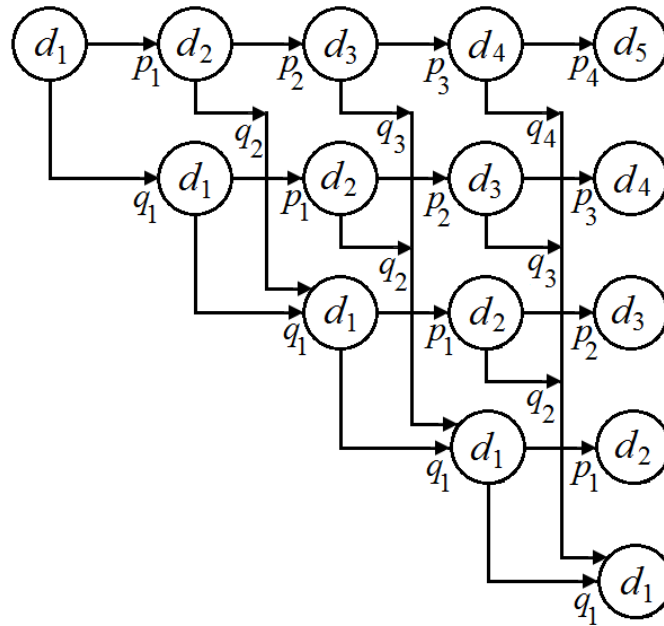 d₁ d₂ d₃ d₄ d₅
p₁ p₂ p₃ p₄
q₂ q₃ q₄
d₁ d₂ d₃ d₄
q₁ p₁ p₂ p₃
q₂ q₃
d₁ d₂ d₃
q₁ p₁ p₂
q₂
d₁ d₂
q₁ p₁
d₁
q₁